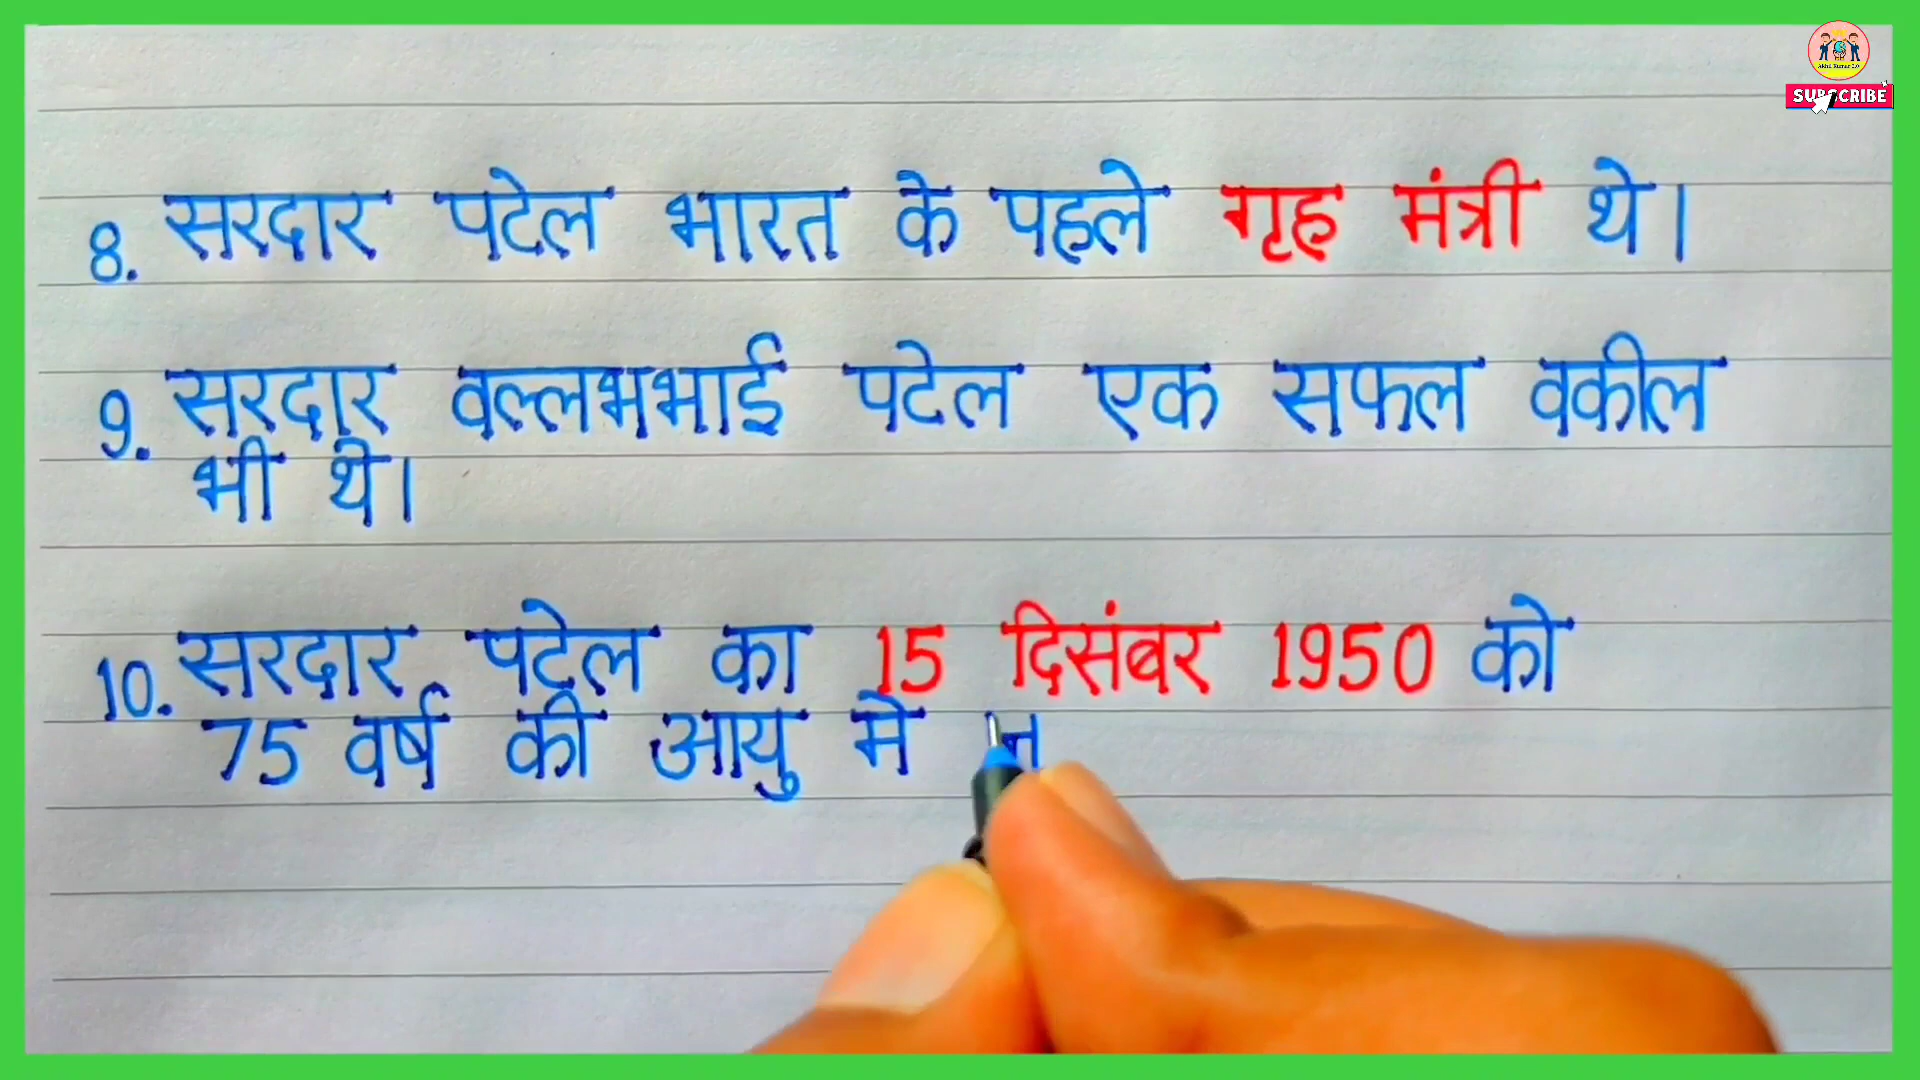 SUBSCRIBE
8. सरदार पटेल भारत के पहले गृह मंत्री थे।
9. सरदार वल्लभभाई पटेल एक सफल वकील
भी थे।
10. सरदार पटेल का 15 दिसंबर 1950 को
75 वर्ष की आयु मे